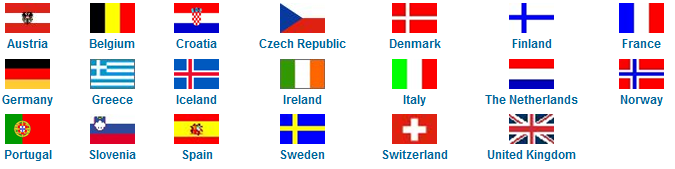 Austria Belgium Croatia Czech Republic Denmark Finland France
Germany Greece Iceland Ireland Italy The Netherlands Norway
Portugal Slovenia Spain Sweden Switzerland United Kingdom